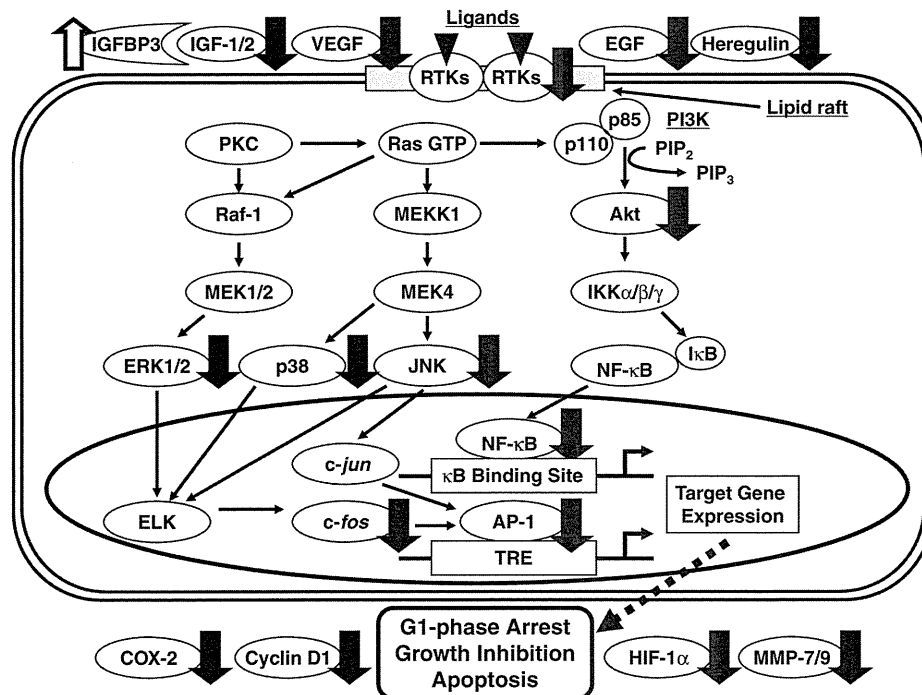 Ligands
IGFBP3
IGF-1/2
VEGF
RTKs
RTKs
EGF
Heregulin
Lipid raft
PKC
Ras GTP
p110
p85
PI3K
PIP2
PIP3
Raf-1
MEKK1
Akt
MEK1/2
MEK4
IKKα/β/γ
ERK1/2
p38
JNK
NF-κB
IκB
NF-κB
κB Binding Site
c-jun
Target Gene
Expression
ELK
c-fos
AP-1
TRE
G1-phase Arrest
Growth Inhibition
Apoptosis
COX-2
Cyclin D1
HIF-1α
MMP-7/9